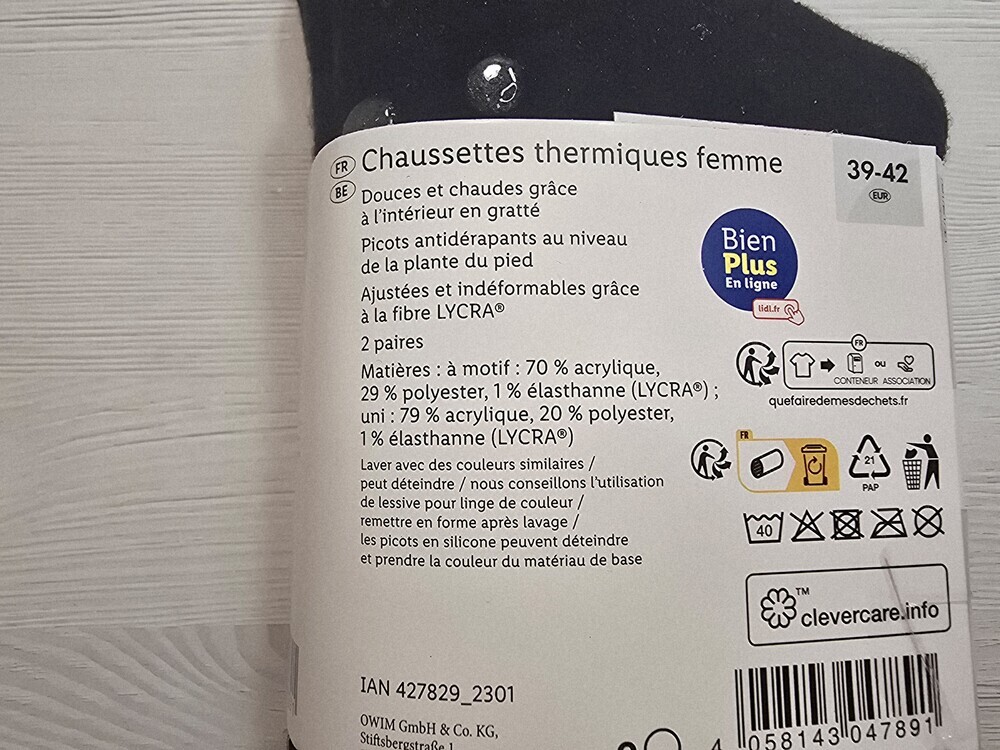 FR
BE
Chaussettes thermiques femme
39-42
EUR
Douces et chaudes grâce
à l'intérieur en gratté
Picots antidérapants au niveau
de la plante du pied
Ajustées et indéformables grâce
à la fibre LYCRA®
2 paires
Matières : à motif : 70 % acrylique,
29 % polyester, 1 % élasthanne (LYCRA®) ;
uni : 79 % acrylique, 20 % polyester,
1 % élasthanne (LYCRA®)
Laver avec des couleurs similaires /
peut déteindre / nous conseillons l'utilisation
de lessive pour linge de couleur /
remettre en forme après lavage /
les picots en silicone peuvent déteindre
et prendre la couleur du matériau de base
Bien
Plus
En ligne
lidl.fr
FR
OU
CONTENEUR ASSOCIATION
quefairedemesdechets.fr
FR
21
PAP
40
TM
clevercare.info
IAN 427829_2301
OWIM GmbH & Co. KG,
Stiftsbergstraße 1
058143 047891